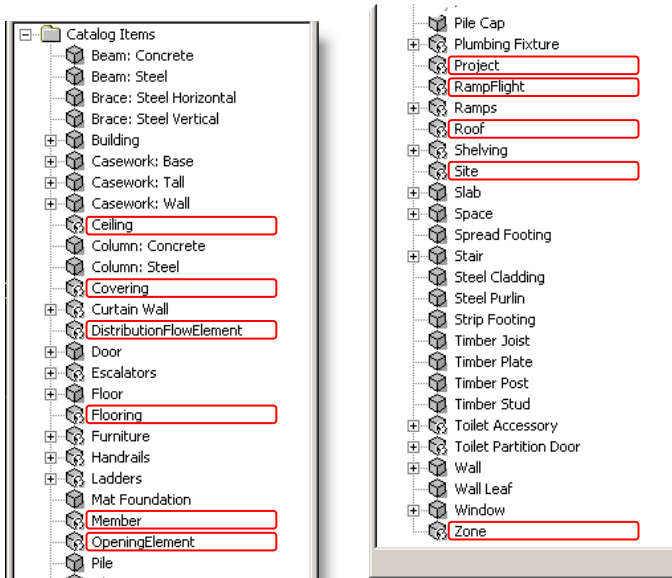 Catalog Items
Beam: Concrete
Beam: Steel
Brace: Steel Horizontal
Brace: Steel Vertical
Building
Casework: Base
Casework: Tall
Casework: Wall
Ceiling
Column: Concrete
Column: Steel
Covering
Curtain Wall
DistributionFlowElement
Door
Escalators
Floor
Flooring
Furniture
Handrails
Ladders
Mat Foundation
Member
OpeningElement
Pile
Pile Cap
Plumbing Fixture
Project
RampFlight
Ramps
Roof
Shelving
Site
Slab
Space
Spread Footing
Stair
Steel Cladding
Steel Purlin
Strip Footing
Timber Joist
Timber Plate
Timber Post
Timber Stud
Toilet Accessory
Toilet Partition Door
Wall
Wall Leaf
Window
Zone